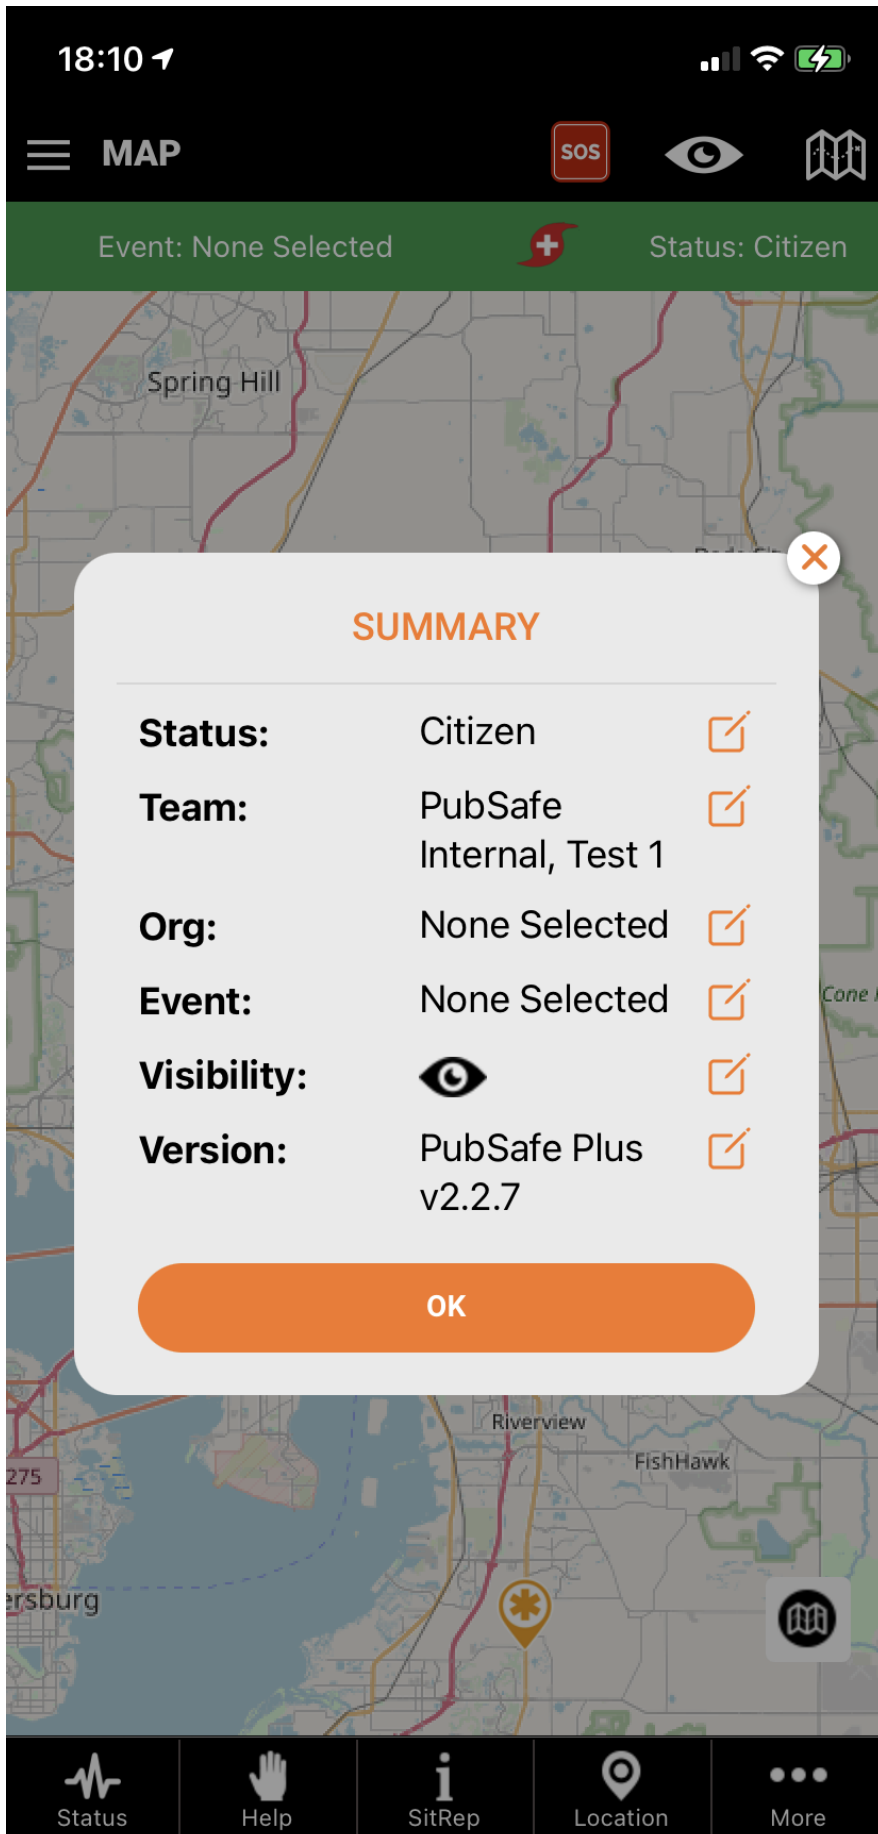 18:10
MAP
SOS
Event: None Selected
Status: Citizen
Spring Hill
SUMMARY
Status: Citizen
Team: PubSafe
Internal, Test 1
Org: None Selected
Event: None Selected
Cone
Visibility:
Version: PubSafe Plus
v2.2.7
OK
Riverview
FishHawk
275
ersburg
Status
Help
SitRep
Location
More